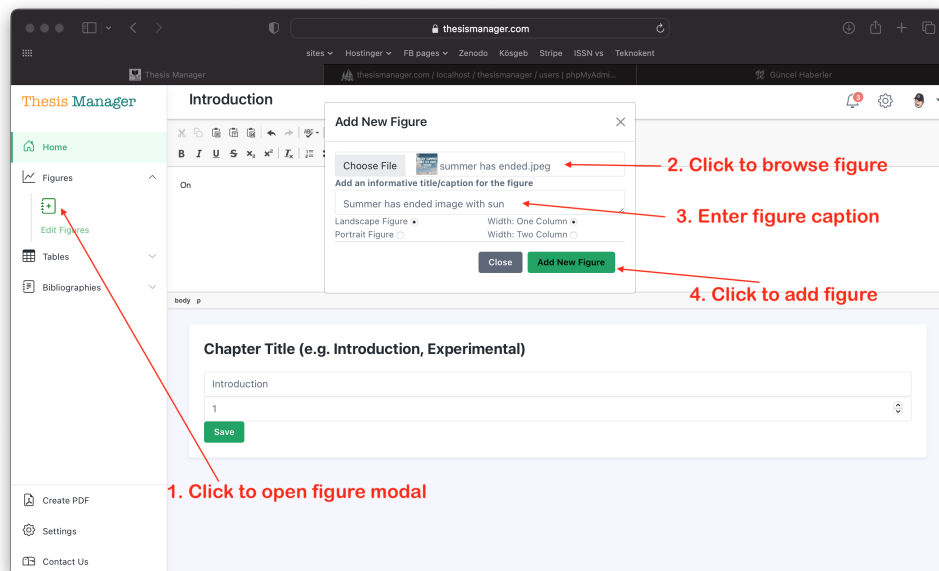 thesismanager.com
sites Hostinger FB pages Zenodo Kösgeb Stripe ISSN vs Teknokent
Thesis Manager
thesismanager.com / localhost / thesismanager / users | phpMyAdmi...
Güncel Haberler
Thesis Manager
Introduction
3
Add New Figure
Home
Figures
Edit Figures
Tables
Bibliographies
B I U S x₂ x² Iₓ
On
Choose File summer has ended.jpeg
2. Click to browse figure
Add an informative title/caption for the figure
Summer has ended image with sun
3. Enter figure caption
Landscape Figure Width: One Column
Portrait Figure Width: Two Column
Close Add New Figure
4. Click to add figure
body p
Chapter Title (e.g. Introduction, Experimental)
Introduction
1
Save
1. Click to open figure modal
Create PDF
Settings
Contact Us